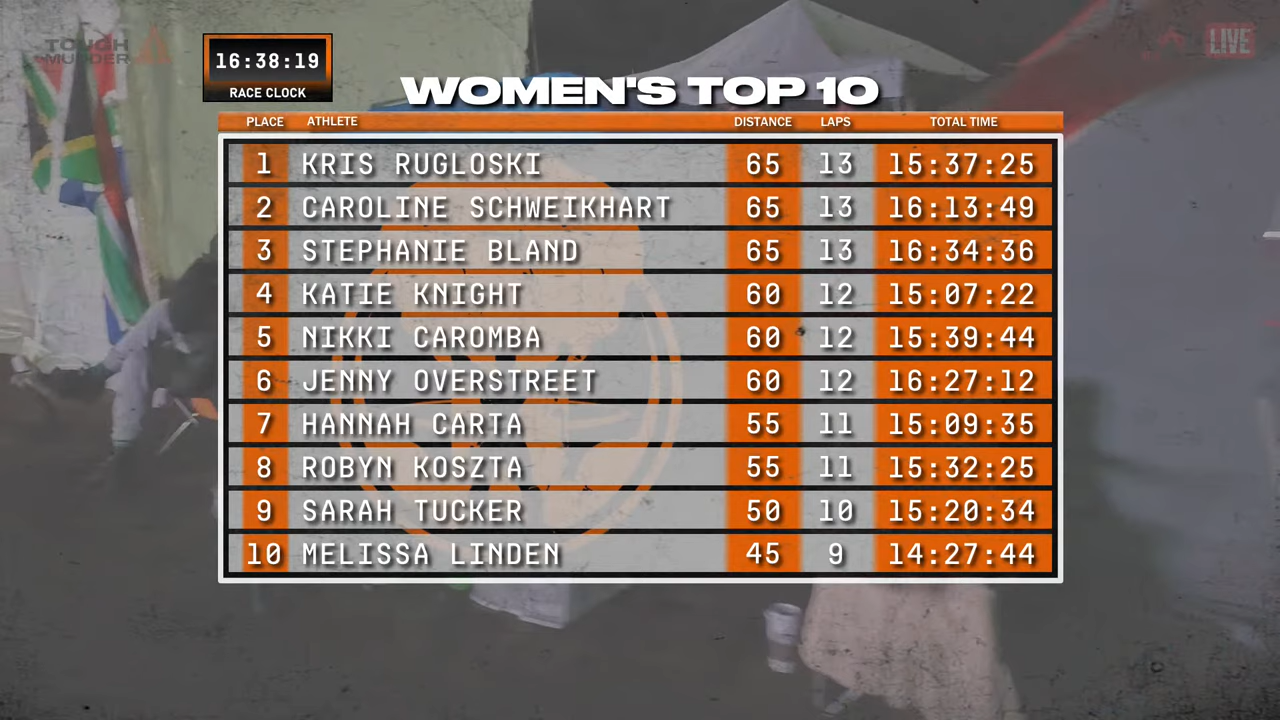 TOUGH
MUDDER
LIVE
16:38:19
RACE CLOCK
WOMEN'S TOP 10
PLACE ATHLETE DISTANCE LAPS TOTAL TIME
1 KRIS RUGLOSKI 65 13 15:37:25
2 CAROLINE SCHWEIKHART 65 13 16:13:49
3 STEPHANIE BLAND 65 13 16:34:36
4 KATIE KNIGHT 60 12 15:07:22
5 NIKKI CAROMBA 60 12 15:39:44
6 JENNY OVERSTREET 60 12 16:27:12
7 HANNAH CARTA 55 11 15:09:35
8 ROBYN KOSZTA 55 11 15:32:25
9 SARAH TUCKER 50 10 15:20:34
10 MELISSA LINDEN 45 9 14:27:44